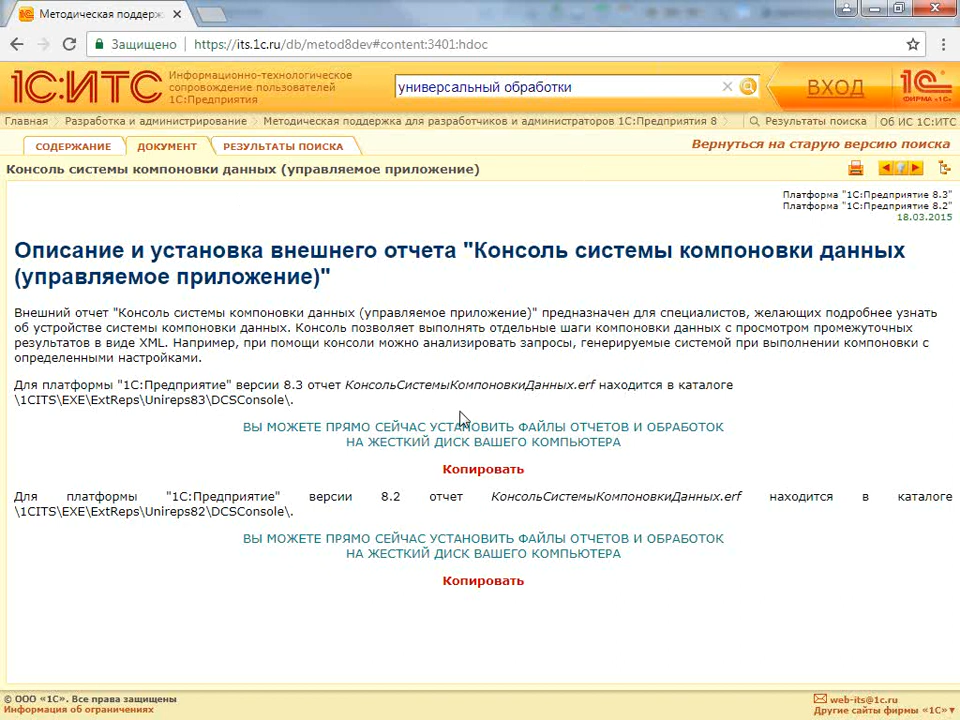 Методическая поддерж
Защищено
https://its.1c.ru/db/metod8dev#content:3401:hdoc
1С:ИТС
Информационно-технологическое
сопровождение пользователей
1С:Предприятия
универсальный обработки
ВХОД
1С
ФИРМА «1С»
Главная
Разработка и администрирование
Методическая поддержка для разработчиков и администраторов 1С:Предприятия 8
Результаты поиска
Об ИС 1С:ИТС
СОДЕРЖАНИЕ
ДОКУМЕНТ
РЕЗУЛЬТАТЫ ПОИСКА
Вернуться на старую версию поиска
Консоль системы компоновки данных (управляемое приложение)
Платформа "1С:Предприятие 8.3"
Платформа "1С:Предприятие 8.2"
18.03.2015
Описание и установка внешнего отчета "Консоль системы компоновки данных
(управляемое приложение)"
Внешний отчет "Консоль системы компоновки данных (управляемое приложение)" предназначен для специалистов, желающих подробнее узнать
об устройстве системы компоновки данных. Консоль позволяет выполнять отдельные шаги компоновки данных с просмотром промежуточных
результатов в виде XML. Например, при помощи консоли можно анализировать запросы, генерируемые системой при выполнении компоновки с
определенными настройками.
Для платформы "1С:Предприятие" версии 8.3 отчет КонсольСистемыКомпоновкиДанных.erf находится в каталоге
\1CITS\EXE\ExtReps\Unireps83\DCSConsole\.
ВЫ МОЖЕТЕ ПРЯМО СЕЙЧАС УСТАНОВИТЬ ФАЙЛЫ ОТЧЕТОВ И ОБРАБОТОК
НА ЖЕСТКИЙ ДИСК ВАШЕГО КОМПЬЮТЕРА
Копировать
Для платформы "1С:Предприятие" версии 8.2 отчет КонсольСистемыКомпоновкиДанных.erf находится в каталоге
\1CITS\EXE\ExtReps\Unireps82\DCSConsole\.
ВЫ МОЖЕТЕ ПРЯМО СЕЙЧАС УСТАНОВИТЬ ФАЙЛЫ ОТЧЕТОВ И ОБРАБОТОК
НА ЖЕСТКИЙ ДИСК ВАШЕГО КОМПЬЮТЕРА
Копировать
© ООО «1С». Все права защищены
Информация об ограничениях
web-its@1c.ru
Другие сайты фирмы «1С»